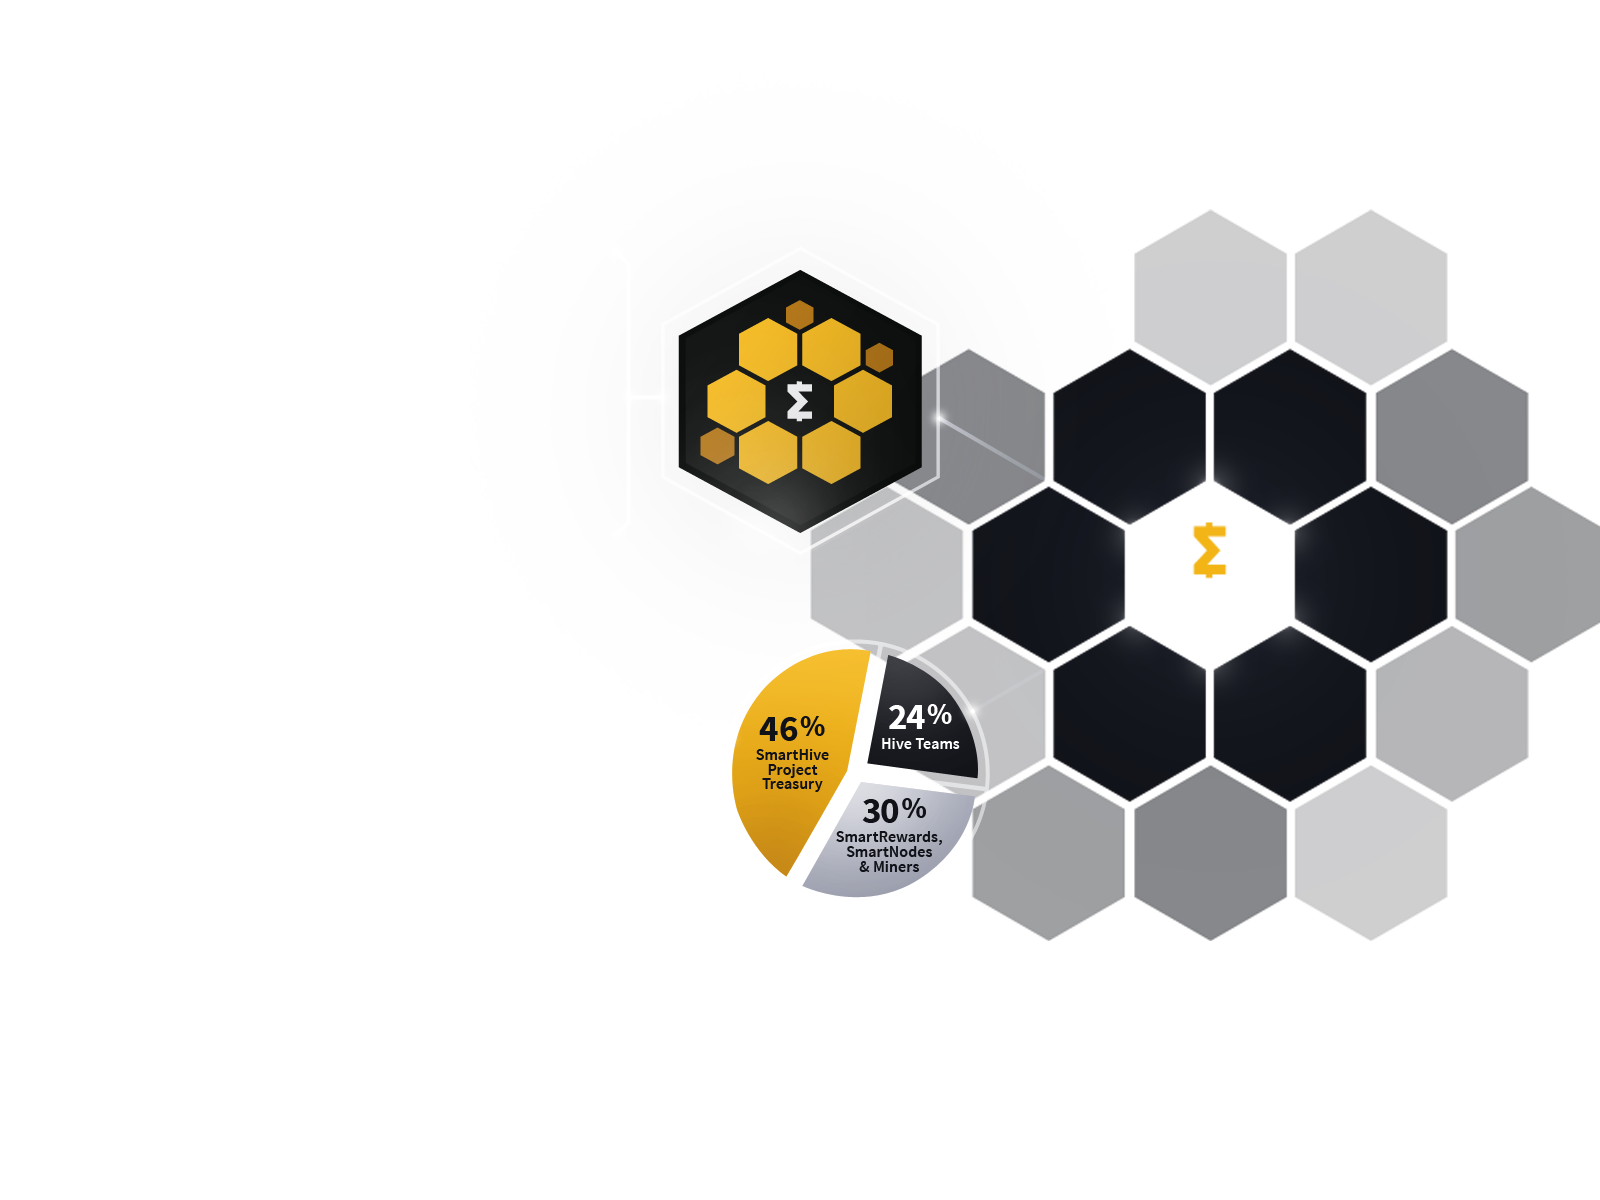 46%
SmartHive
Project
Treasury
24%
Hive Teams
30%
SmartRewards,
SmartNodes
& Miners